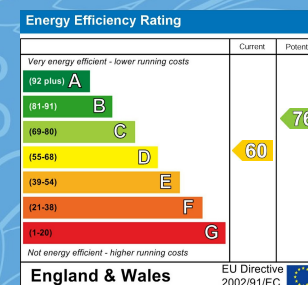 Energy Efficiency Rating
Current
Very energy efficient - lower running costs
(92 plus) A
(81-91) B
76
(69-80) C
(55-68) D 60
(39-54) E
(21-38) F
(1-20) G
Not energy efficient - higher running costs
England & Wales
EU Directive
2002/91/EC